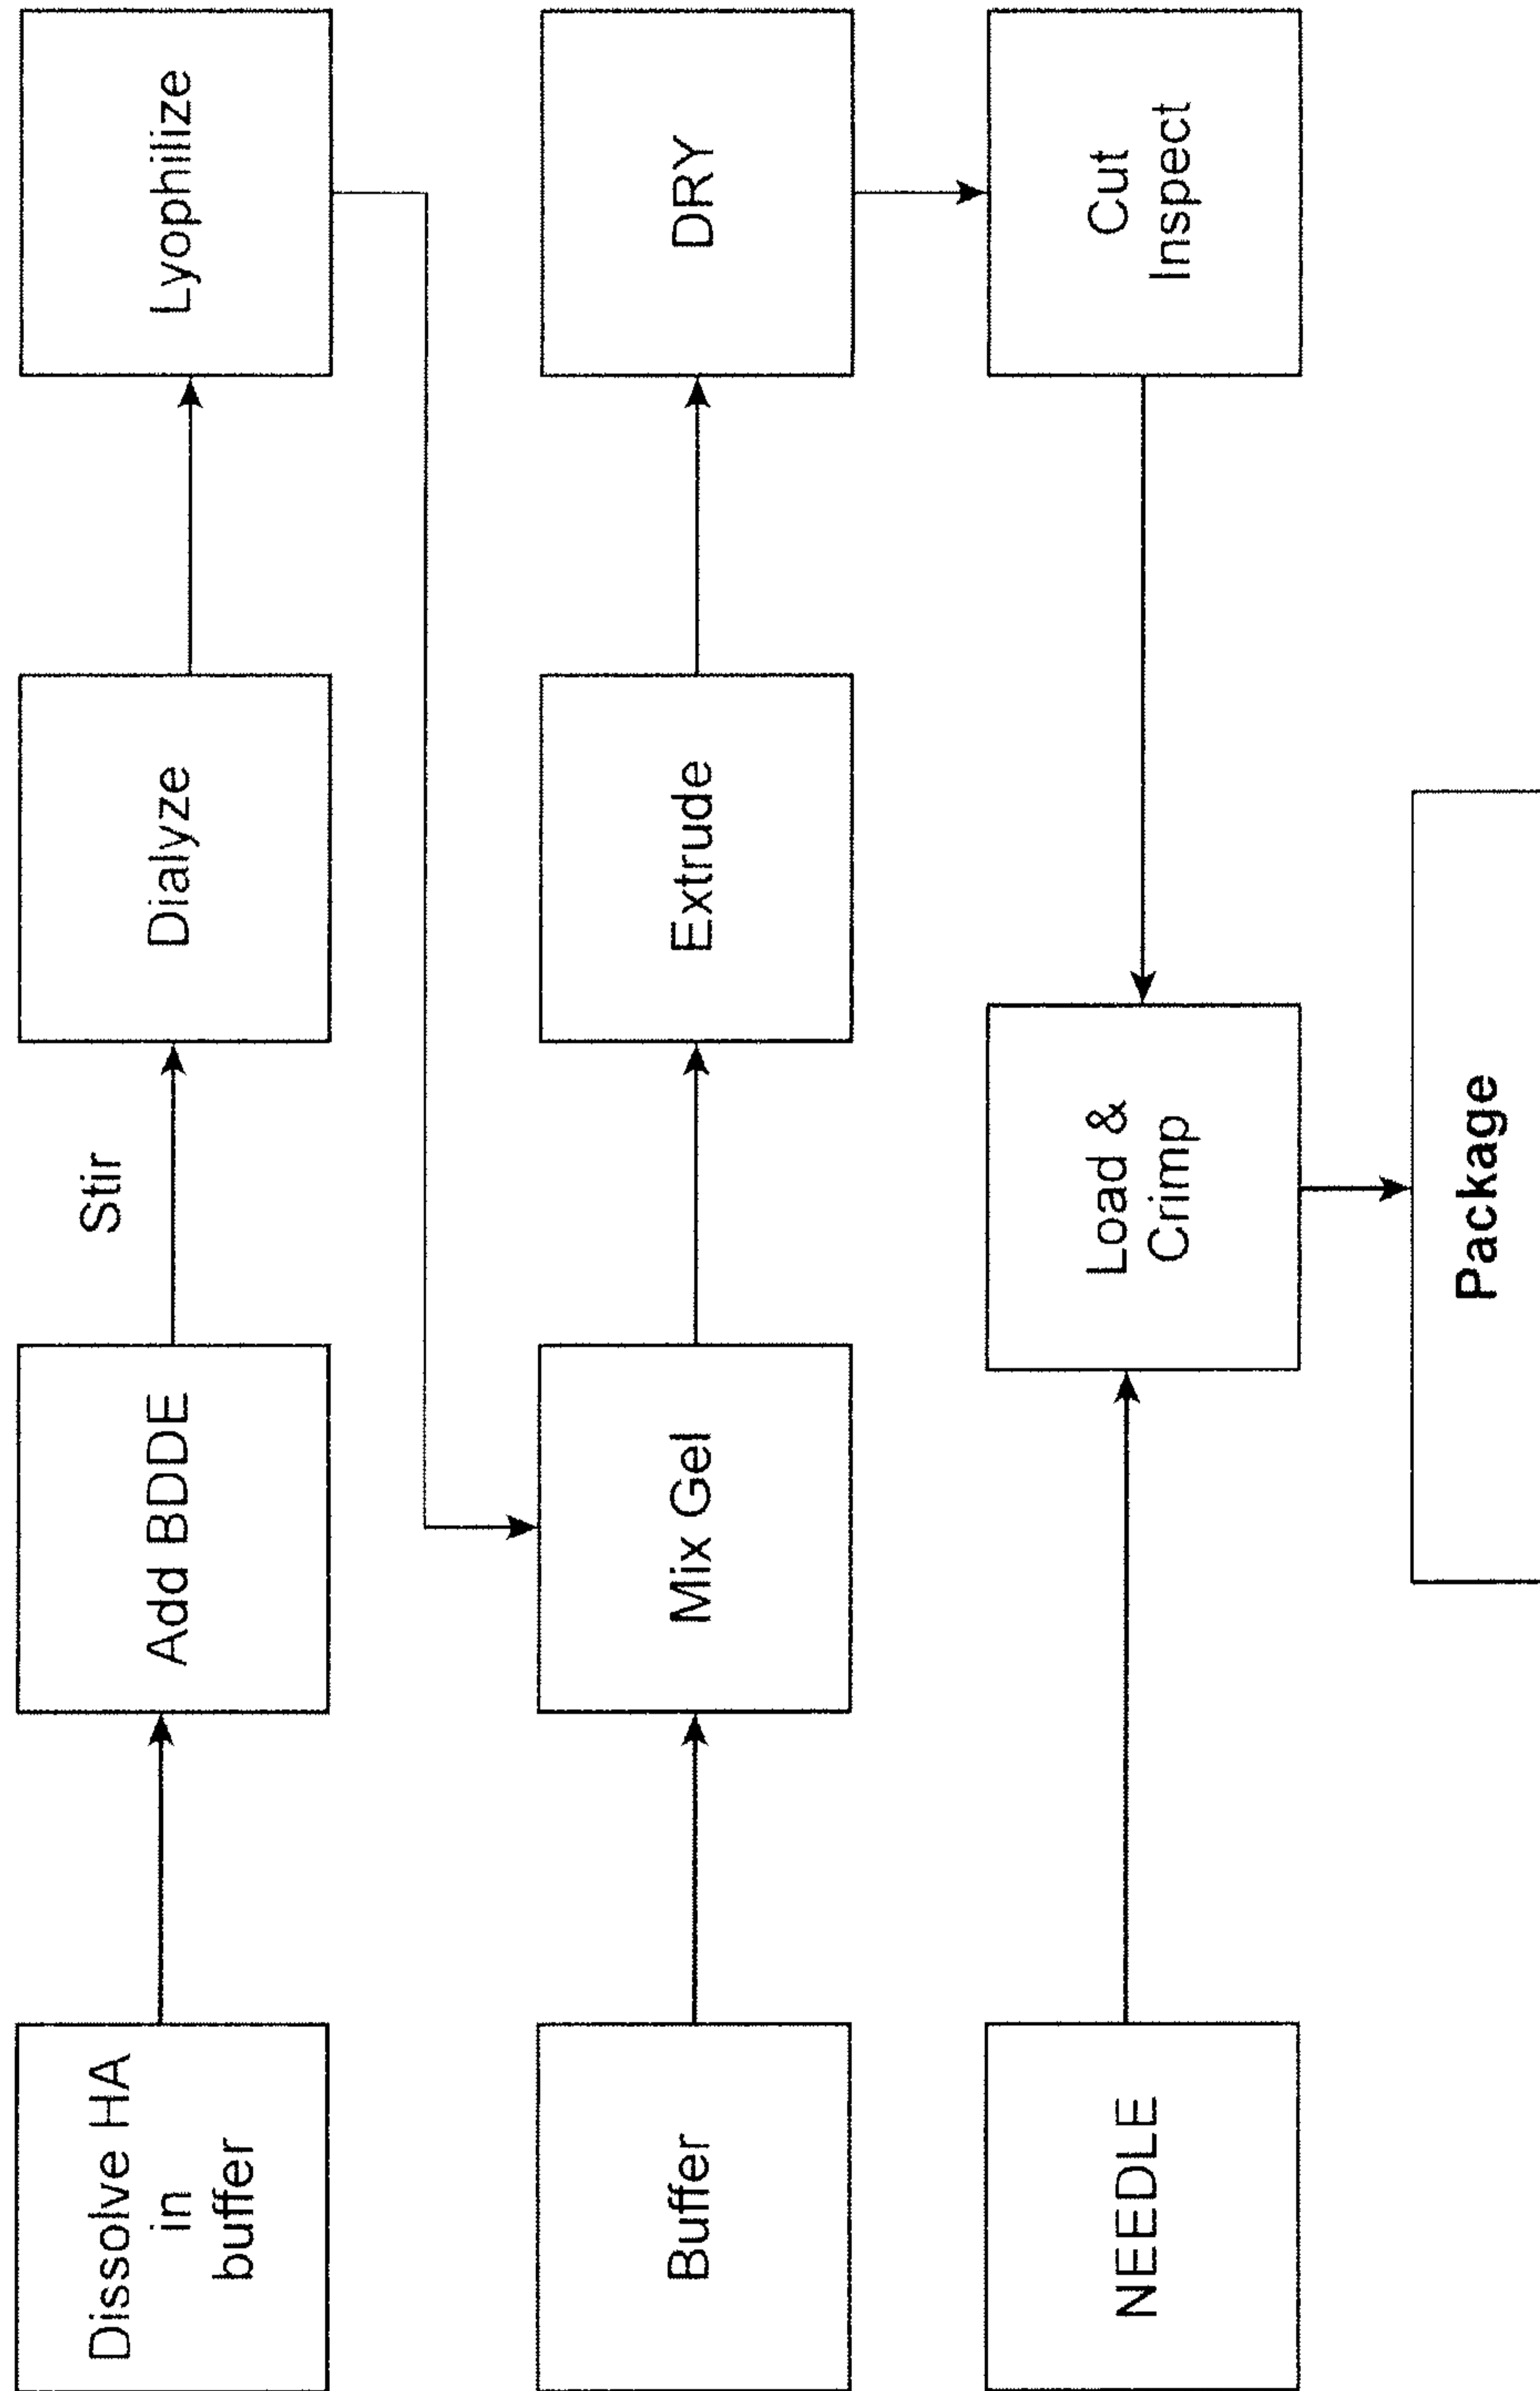 Dissolve HA
in
buffer
Add BDDE
Stir
Dialyze
Lyophilize
Buffer
Mix Gel
Extrude
DRY
NEEDLE
Load &
Crimp
Cut
Inspect
Package